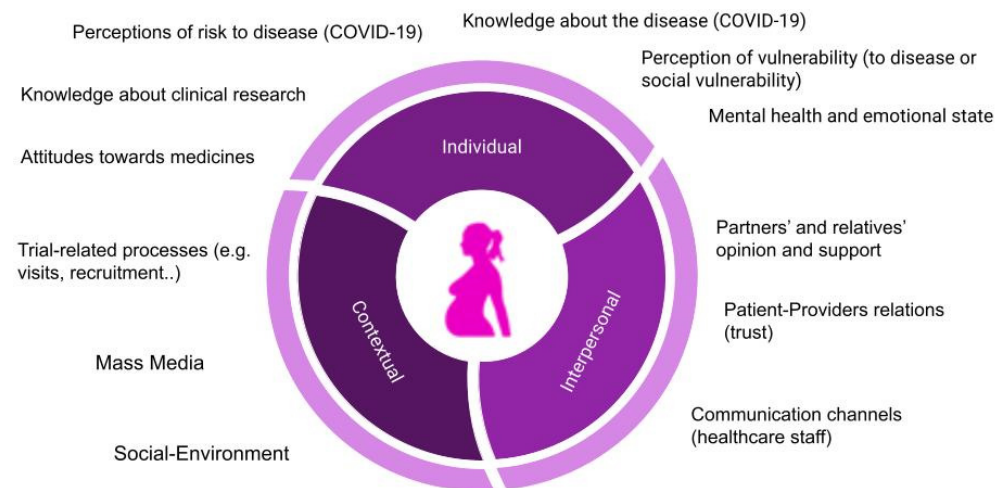 Perceptions of risk to disease (COVID-19)
Knowledge about the disease (COVID-19)
Perception of vulnerability (to disease or
social vulnerability)
Knowledge about clinical research
Mental health and emotional state
Attitudes towards medicines
Individual
Trial-related processes (e.g.
visits, recruitment..)
Partners’ and relatives’
opinion and support
Contextual
Interpersonal
Patient-Providers relations
(trust)
Mass Media
Communication channels
(healthcare staff)
Social-Environment